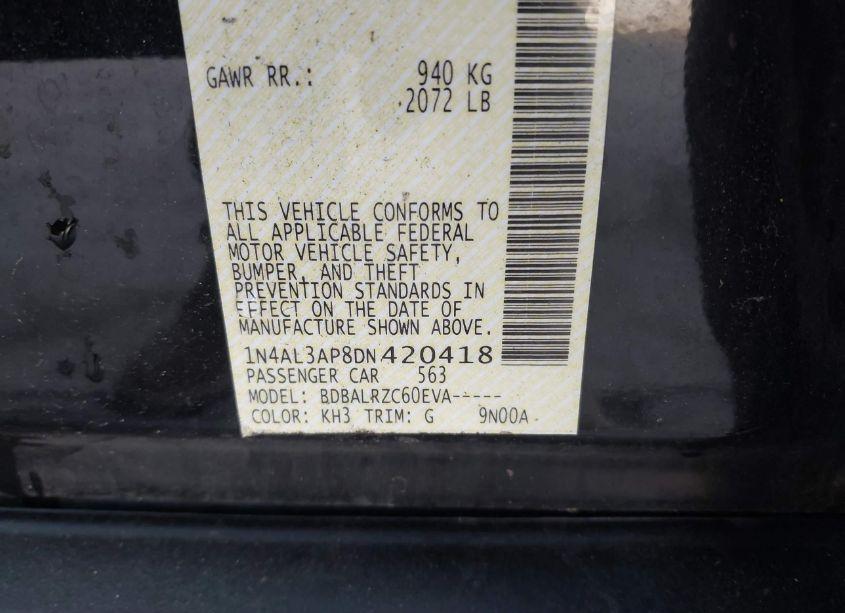 GAWR RR.: 940 KG
2072 LB
THIS VEHICLE CONFORMS TO
ALL APPLICABLE FEDERAL
MOTOR VEHICLE SAFETY,
BUMPER, AND THEFT
PREVENTION STANDARDS IN
EFFECT ON THE DATE OF
MANUFACTURE SHOWN ABOVE.
1N4AL3AP8DN420418
PASSENGER CAR 563
MODEL: BDBALRZC60EVA-----
COLOR: KH3 TRIM: G 9N00A